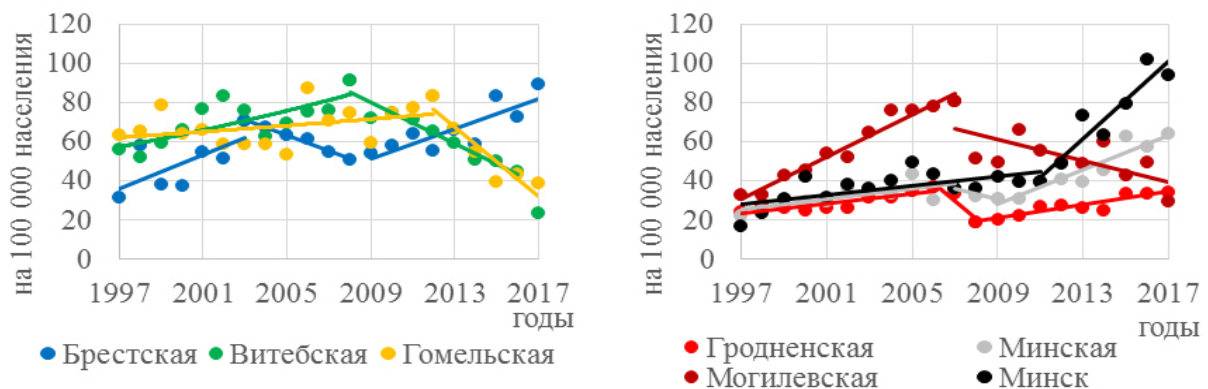 на 100 000 населения
120
100
80
60
40
20
0
1997 2001 2005 2009 2013 2017
годы
Брестская Витебская Гомельская
на 100 000 населения
120
100
80
60
40
20
0
1997 2001 2005 2009 2013 2017
годы
Гродненская Минская
Могилевская Минск